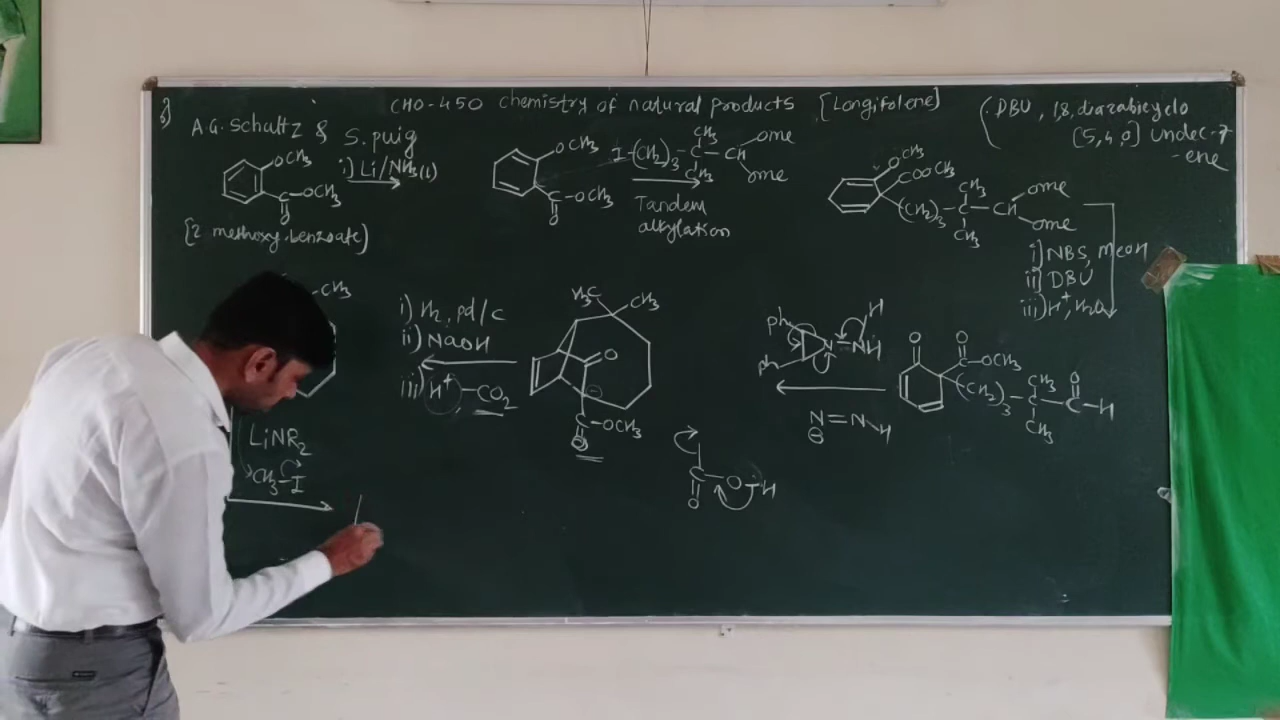 CHO-450 chemistry of natural products [Longifolene]
(. DBU, 1,8, diazabicyclo
[5,4,0] undec-7
-ene
A.G. Schultz & S. puig
OCH3
C-OCH3
O
i) Li/NH3(l)
[2 methoxy benzoate)
OCH3
C-OCH3
O
I-(CH2)3-C-CH
CH3
CH3
ome
ome
Tandem
alkylation
OCH3
COOCH3
(CH2)3-C-CH
CH3
CH3
ome
ome
i) NBS, MeOH
ii) DBU
iii) H+, H2O
O
O
C-OCH3
(CH2)3-C-C-H
CH3
CH3
O
ph
ph
N=NH
H
N=N-H
⊖
H3C
CH3
O
⊖
C-OCH3
O
i) H2, pd/c
ii) NaOH
iii) H+ -CO2
C-O-H
O
-CH3
LiNR2
CH3-I